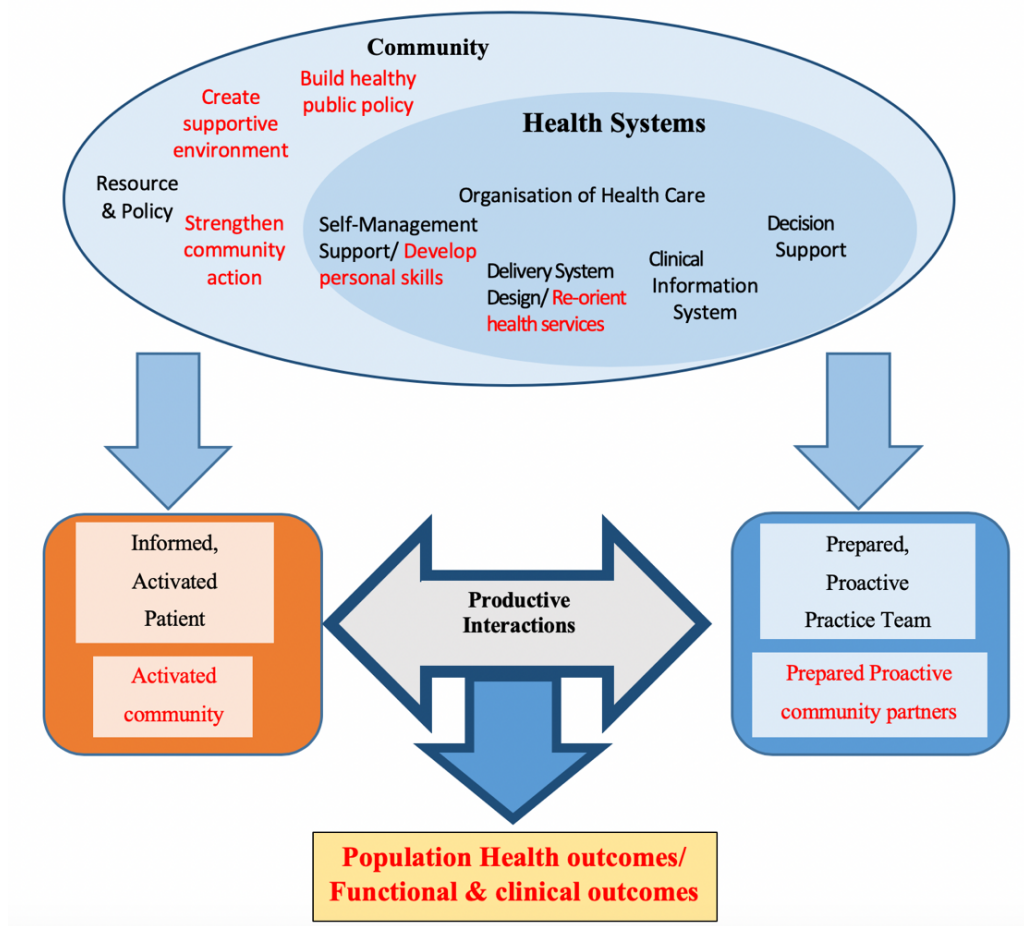 Community
Build healthy
public policy
Create
supportive
environment
Resource
& Policy
Strengthen
community
action
Health Systems
Organisation of Health Care
Self-Management
Support/ Develop
personal skills
Delivery System
Design/ Re-orient
health services
Clinical
Information
System
Decision
Support
Informed,
Activated
Patient
Activated
community
Productive
Interactions
Prepared,
Proactive
Practice Team
Prepared Proactive
community partners
Population Health outcomes/
Functional & clinical outcomes